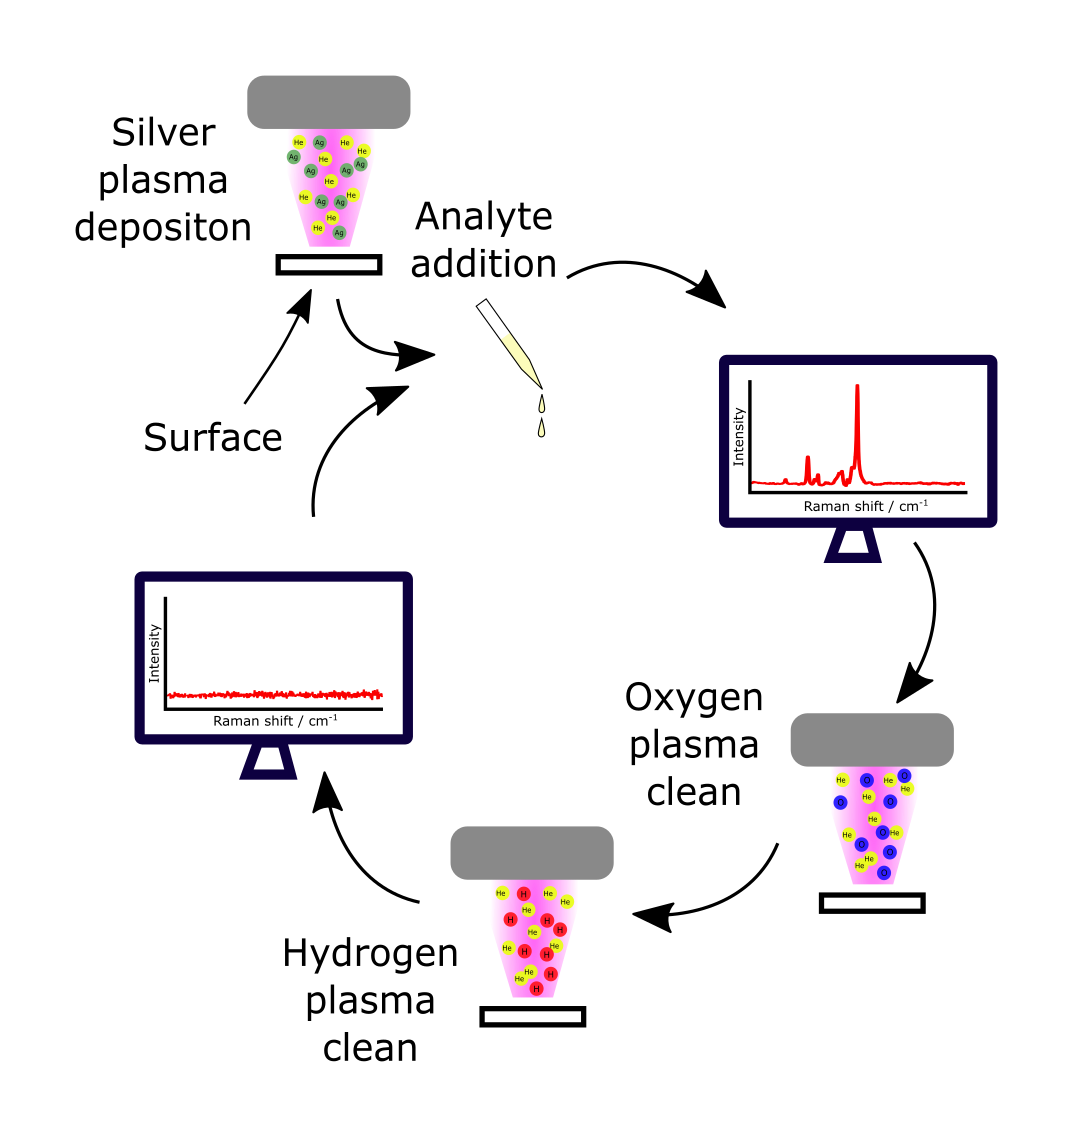 Silver
plasma
depositon
He Ag He
Ag He He
Ag Ag Ag
He
He Ag Ag He
He He
Ag
Analyte
addition
Surface
Intensity
Raman shift / cm-1
Intensity
Raman shift / cm-1
Oxygen
plasma
clean
He O He O
O He O He
He
He O He
O He O
He O
Hydrogen
plasma
clean
He H He
He He
H H
He H
He H He
H
He He H
H